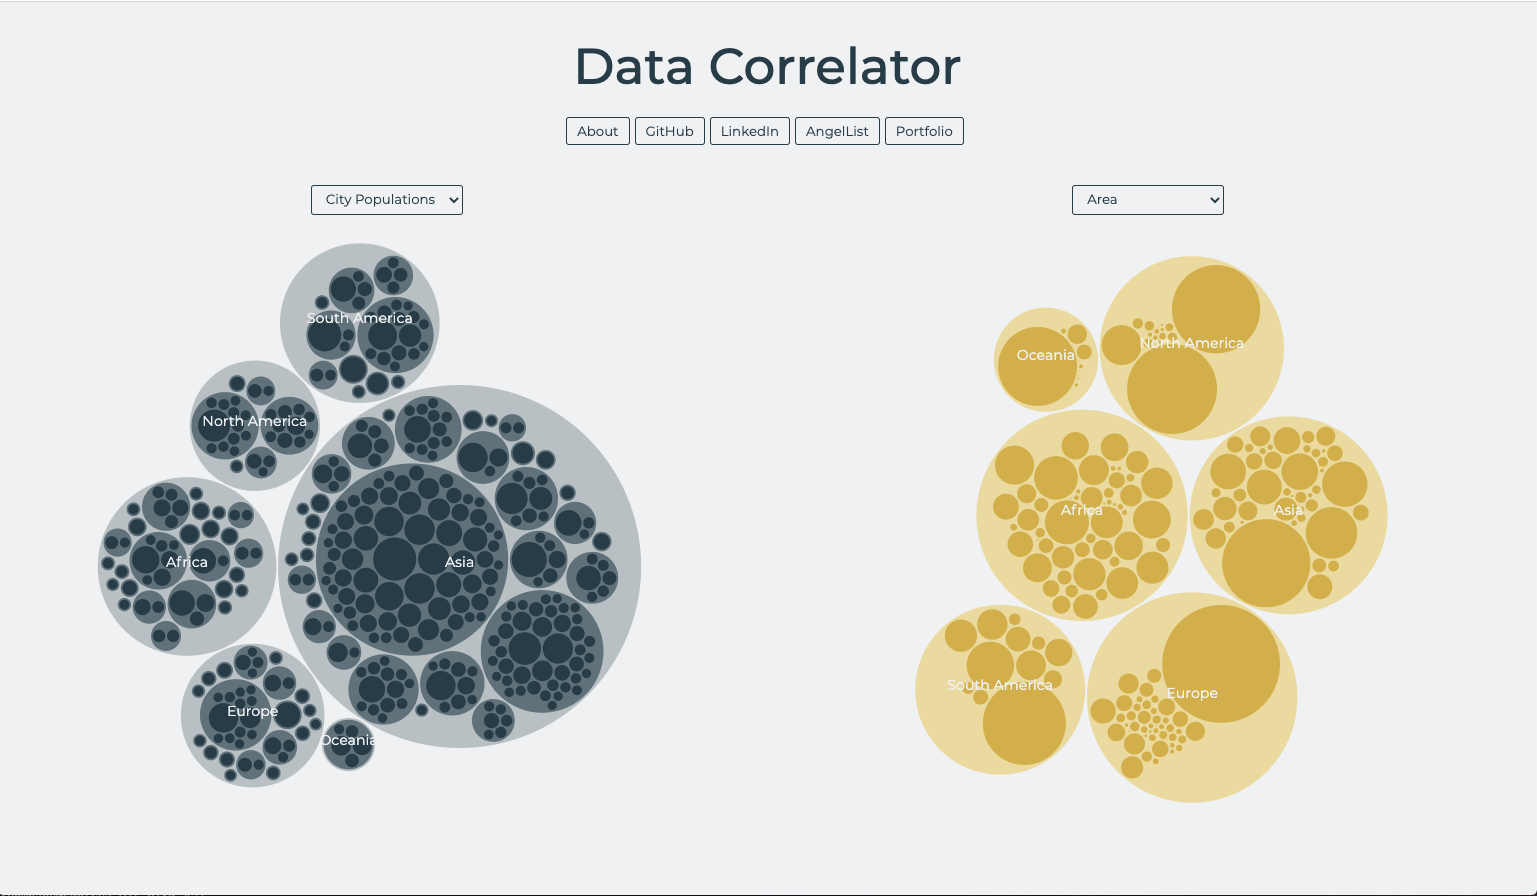 Data Correlator
About GitHub LinkedIn AngelList Portfolio
City Populations
Area
South America
North America
Asia
Africa
Europe
Oceania
Oceania
North America
Africa
Asia
South America
Europe